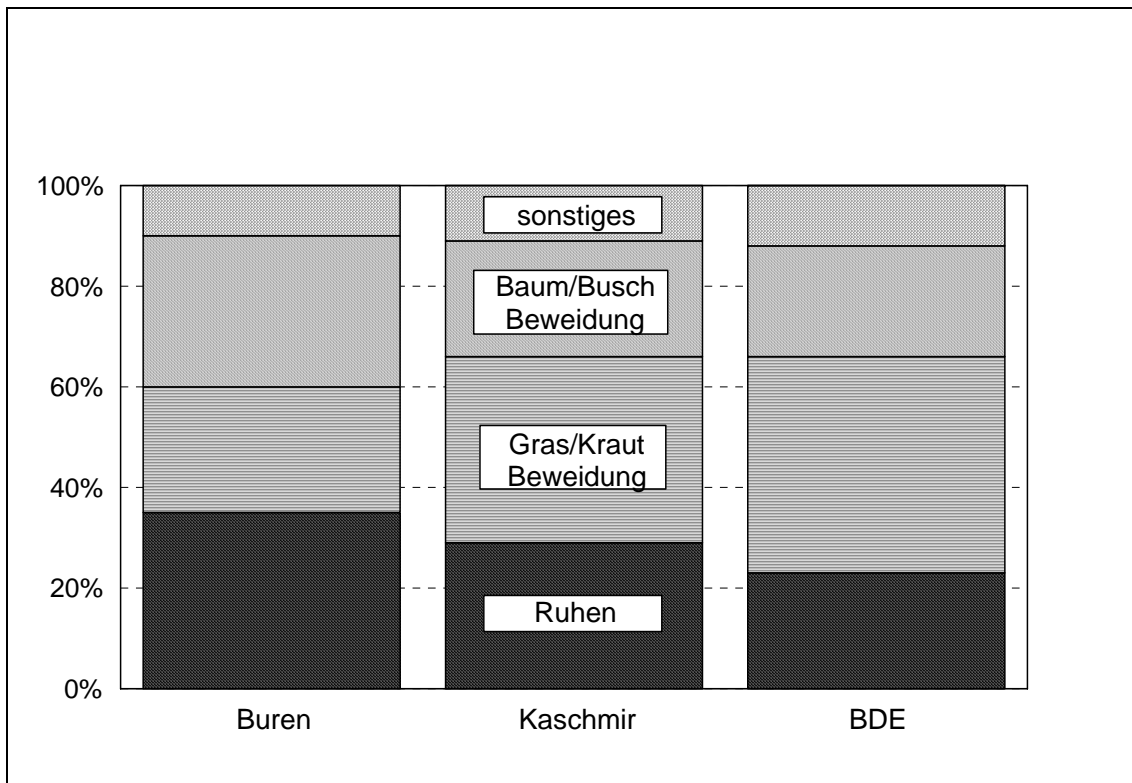 100%
sonstiges
80%
Baum/Busch
Beweidung
60%
Gras/Kraut
Beweidung
40%
20%
Ruhen
0%
Buren Kaschmir BDE